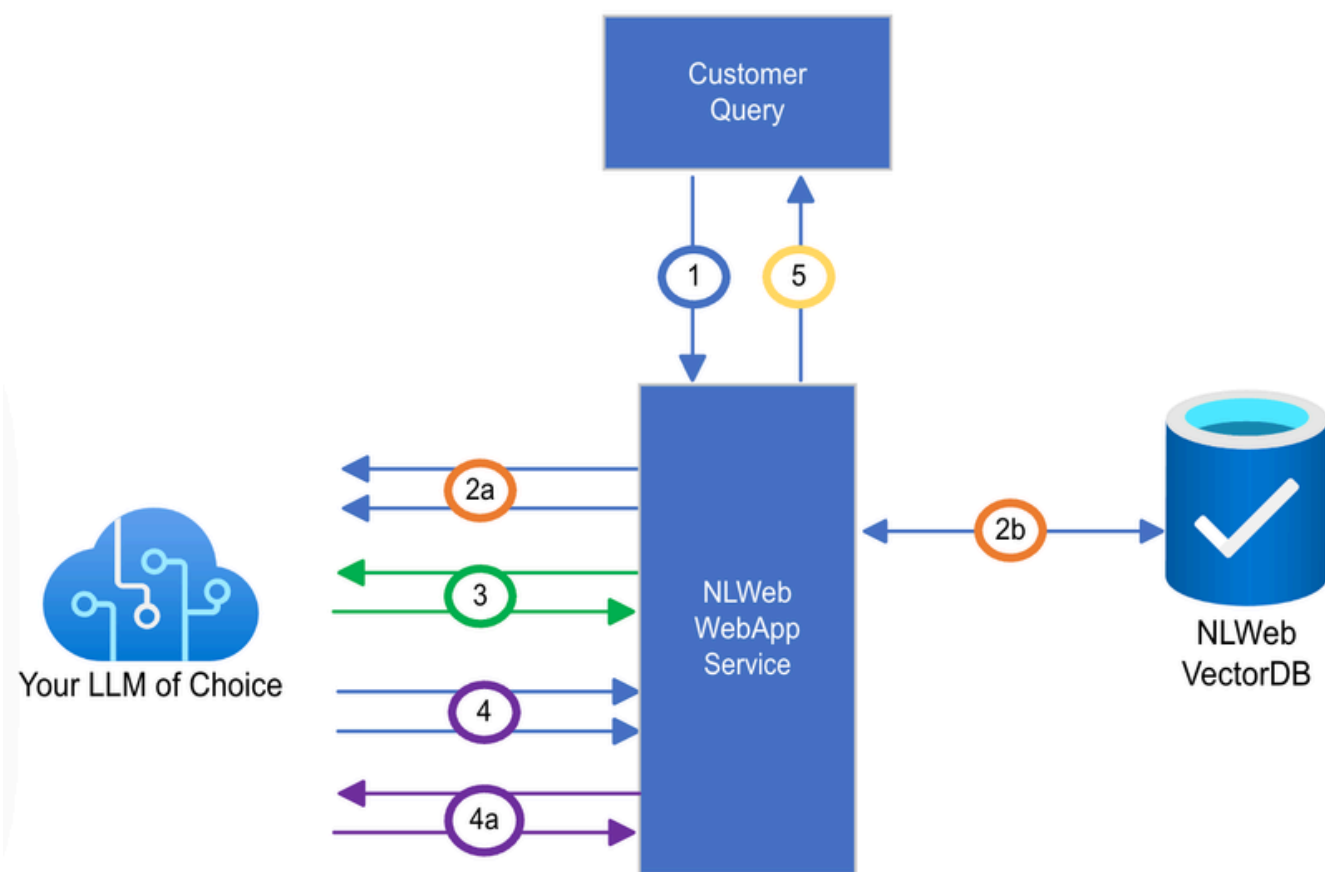 Customer
Query
1
5
2a
2b
3
NLWeb
WebApp
Service
NLWeb
VectorDB
Your LLM of Choice
4
4a